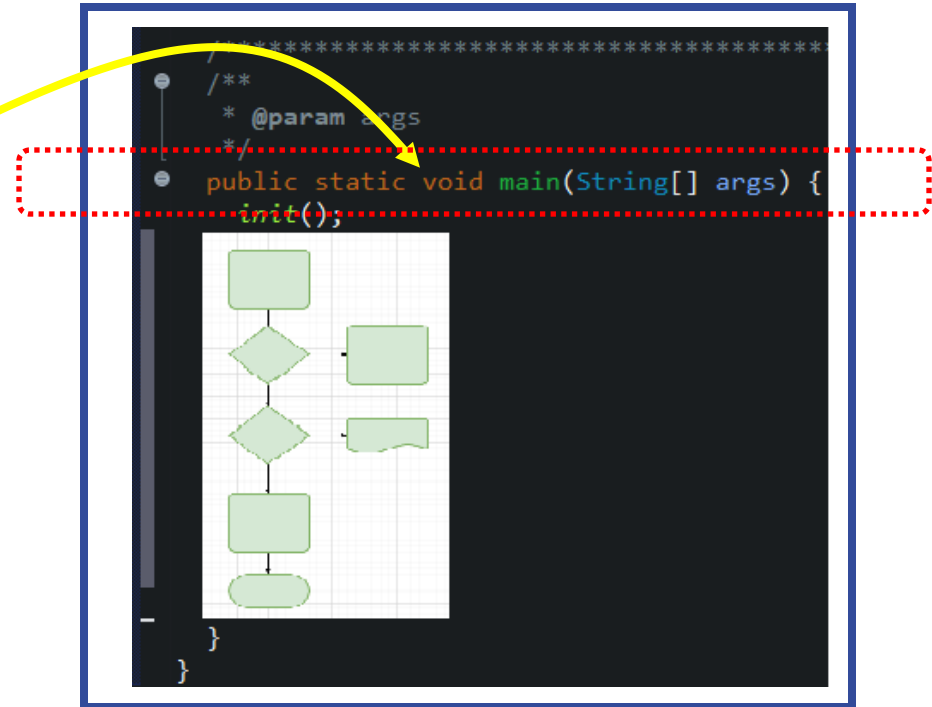 /******************************************
/**
* @param args
*/
public static void main(String[] args) {
init();
}
}